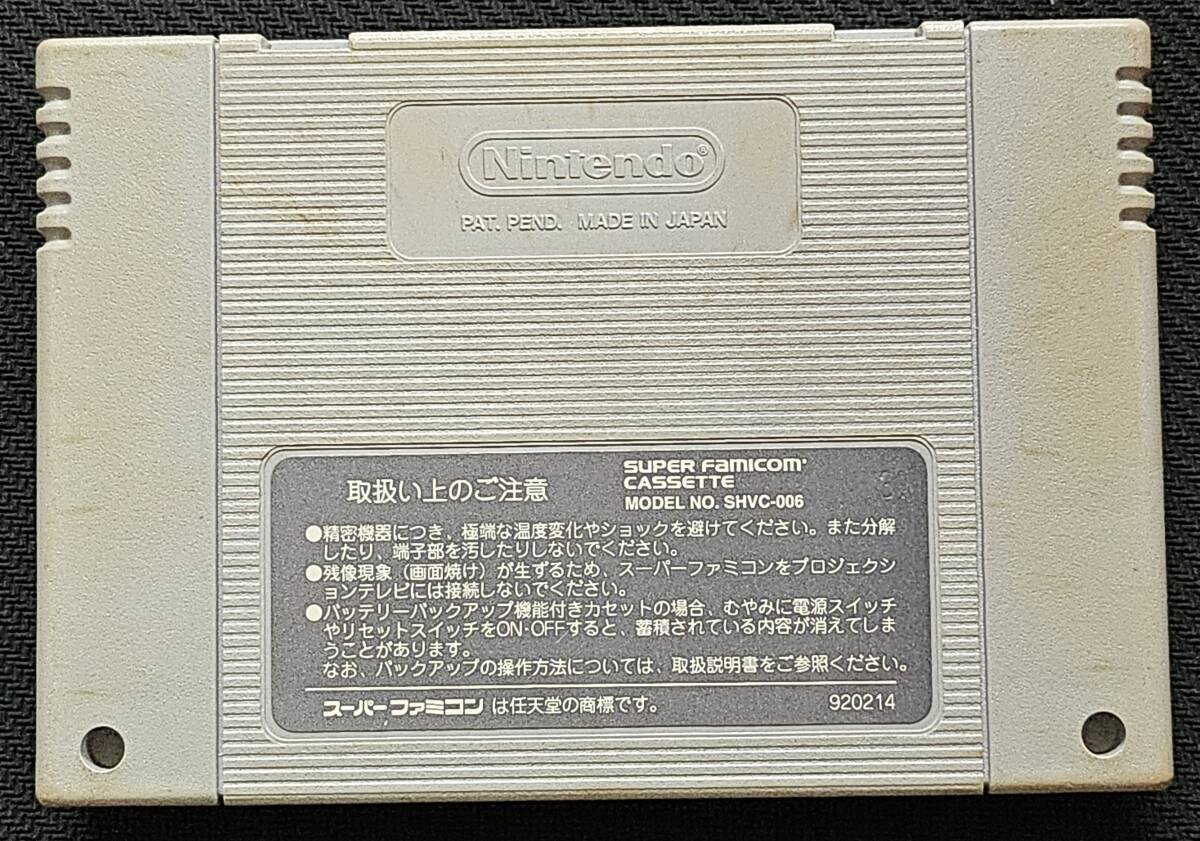 Nintendo®
PAT. PEND. MADE IN JAPAN
取扱い上のご注意
SUPER FAMICOM
CASSETTE
MODEL NO. SHVC-006
●精密機器につき、極端な温度変化やショックを避けてください。また分解
したり、端子部を汚したりしないでください。
●残像現象（画面焼け）が生ずるため、スーパーファミコンをプロジェクシ
ョンテレビには接続しないでください。
●バッテリーバックアップ機能付きカセットの場合、むやみに電源スイッチ
やリセットスイッチをON·OFFすると、蓄積されている内容が消えてしま
うことがあります。
なお、バックアップの操作方法については、取扱説明書をご参照ください。
スーパーファミコンは任天堂の商標です。 920214